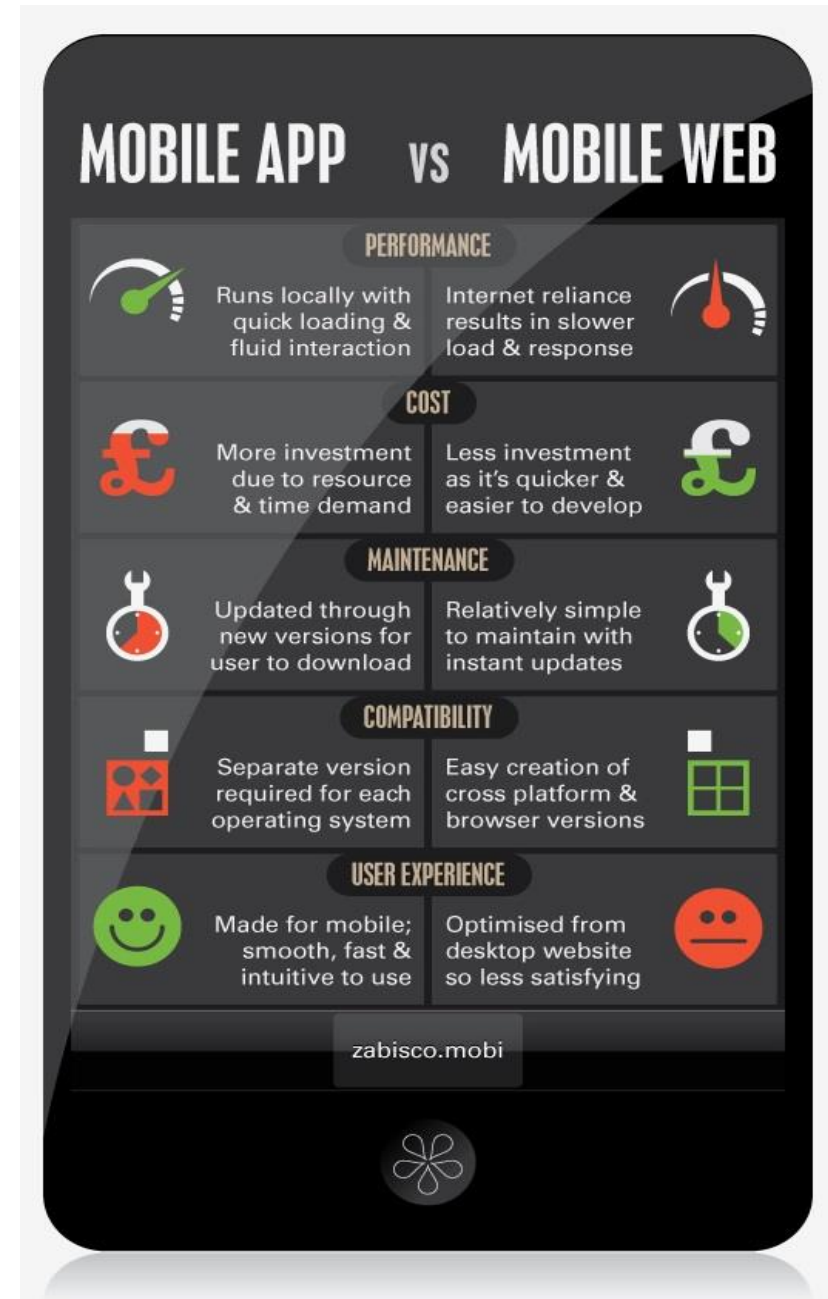 MOBILE APP VS MOBILE WEB
PERFORMANCE
Runs locally with
quick loading &
fluid interaction
Internet reliance
results in slower
load & response
COST
More investment
due to resource
& time demand
Less investment
as it's quicker &
easier to develop
MAINTENANCE
Updated through
new versions for
user to download
Relatively simple
to maintain with
instant updates
COMPATIBILITY
Separate version
required for each
operating system
Easy creation of
cross platform &
browser versions
USER EXPERIENCE
Made for mobile;
smooth, fast &
intuitive to use
Optimised from
desktop website
so less satisfying
zabisco.mobi